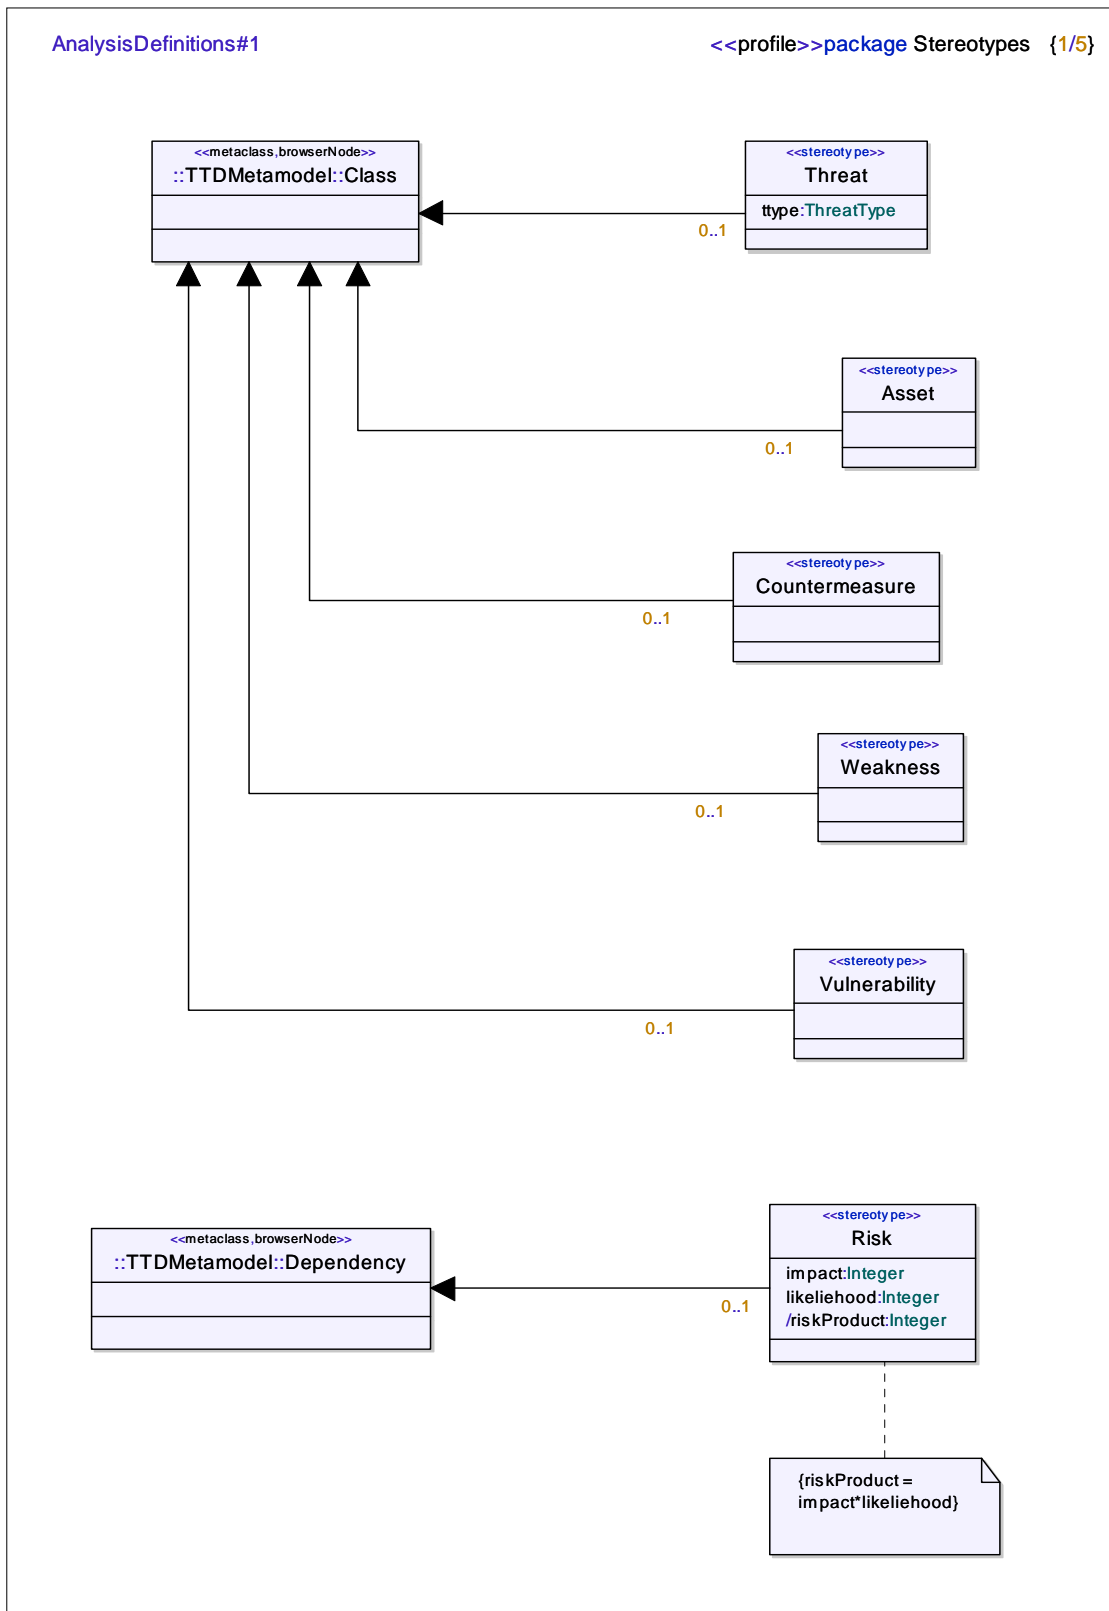 AnalysisDefinitions#1
<<profile>>package Stereotypes {1/5}
<<metaclass,browserNode>>
::TTDMetamodel::Class
<<stereotype>>
Threat
ttype:ThreatType
0..1
<<stereotype>>
Asset
0..1
<<stereotype>>
Countermeasure
0..1
<<stereotype>>
Weakness
0..1
<<stereotype>>
Vulnerability
0..1
<<metaclass,browserNode>>
::TTDMetamodel::Dependency
<<stereotype>>
Risk
impact:Integer
likeliehood:Integer
/riskProduct:Integer
0..1
{riskProduct =
impact*likeliehood}